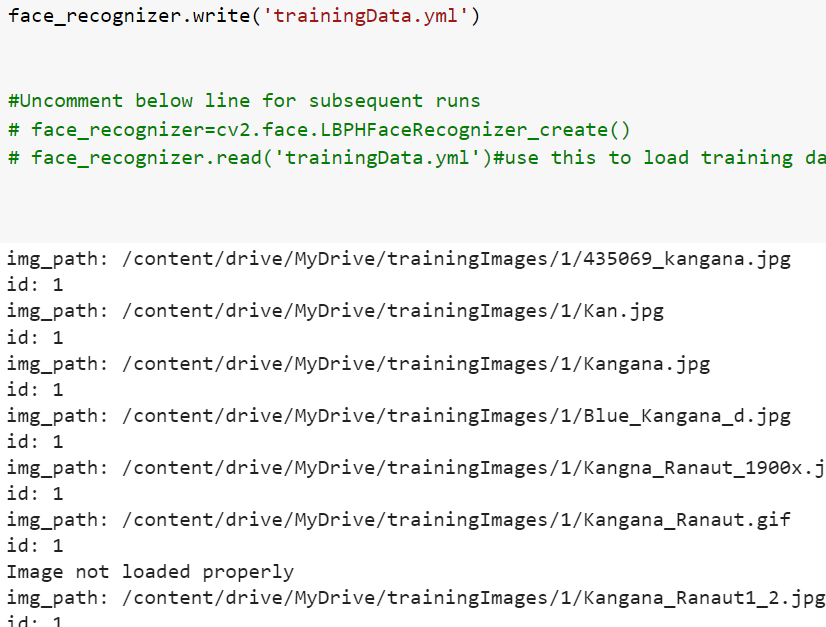 face_recognizer.write('trainingData.yml')
#Uncomment below line for subsequent runs
# face_recognizer=cv2.face.LBPHFaceRecognizer_create()
# face_recognizer.read('trainingData.yml')#use this to load training da
img_path: /content/drive/MyDrive/trainingImages/1/435069_kangana.jpg
id: 1
img_path: /content/drive/MyDrive/trainingImages/1/Kan.jpg
id: 1
img_path: /content/drive/MyDrive/trainingImages/1/Kangana.jpg
id: 1
img_path: /content/drive/MyDrive/trainingImages/1/Blue_Kangana_d.jpg
id: 1
img_path: /content/drive/MyDrive/trainingImages/1/Kangna_Ranaut_1900x.j
id: 1
img_path: /content/drive/MyDrive/trainingImages/1/Kangana_Ranaut.gif
id: 1
Image not loaded properly
img_path: /content/drive/MyDrive/trainingImages/1/Kangana_Ranaut1_2.jpg
id: 1